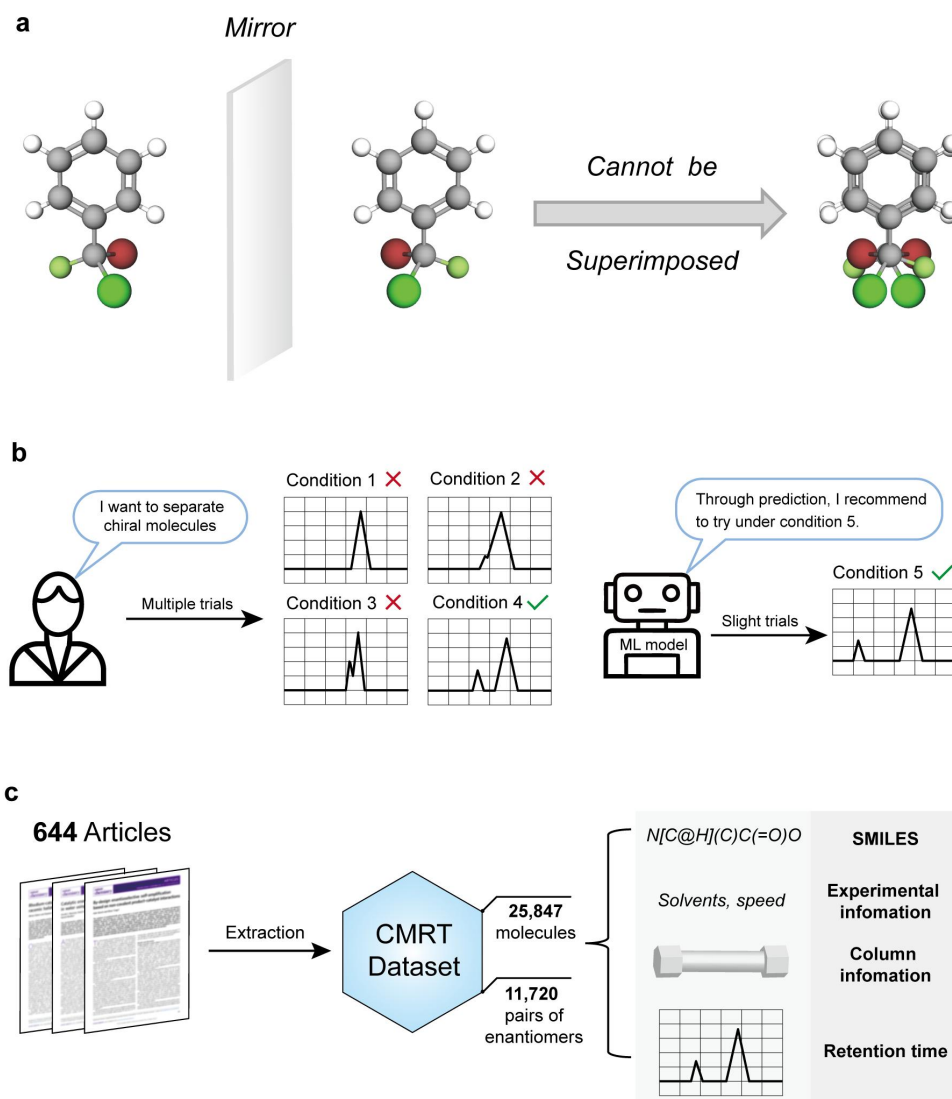 a
Mirror
Cannot be
Superimposed
b
I want to separate
chiral molecules
Multiple trials
Condition 1
Condition 2
Condition 3
Condition 4
Through prediction, I recommend
to try under condition 5.
ML model
Slight trials
Condition 5
c
644 Articles
Extraction
CMRT
Dataset
25,847
molecules
11,720
pairs of
enantiomers
N[C@H](C)C(=O)O
SMILES
Solvents, speed
Experimental
infomation
Column
infomation
Retention time